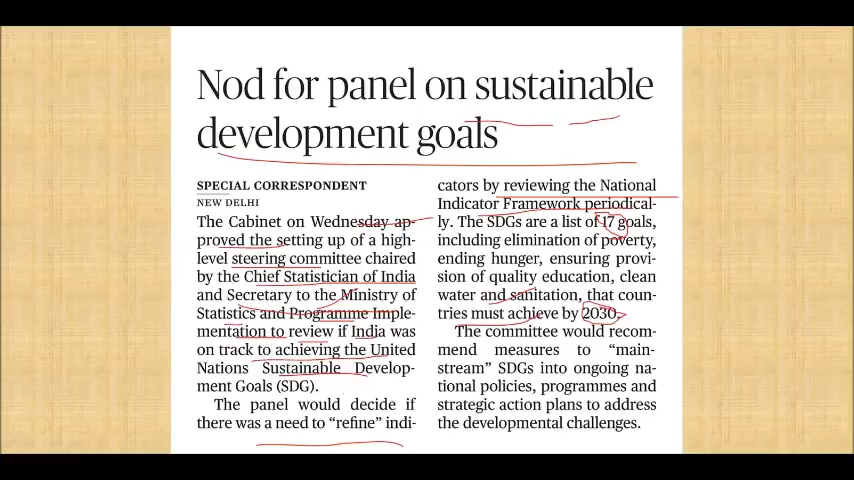 Nod for panel on sustainable
development goals
SPECIAL CORRESPONDENT
NEW DELHI
The Cabinet on Wednesday ap-
proved the setting up of a high-
level steering committee chaired
by the Chief Statistician of India
and Secretary to the Ministry of
Statistics and Programme Imple-
mentation to review if India was
on track to achieving the United
Nations Sustainable Develop-
ment Goals (SDG).
The panel would decide if
there was a need to “refine” indi-
cators by reviewing the National
Indicator Framework periodical-
ly. The SDGs are a list of 17 goals,
including elimination of poverty,
ending hunger, ensuring provi-
sion of quality education, clean
water and sanitation, that coun-
tries must achieve by 2030.
The committee would recom-
mend measures to “main-
stream” SDGs into ongoing na-
tional policies, programmes and
strategic action plans to address
the developmental challenges.